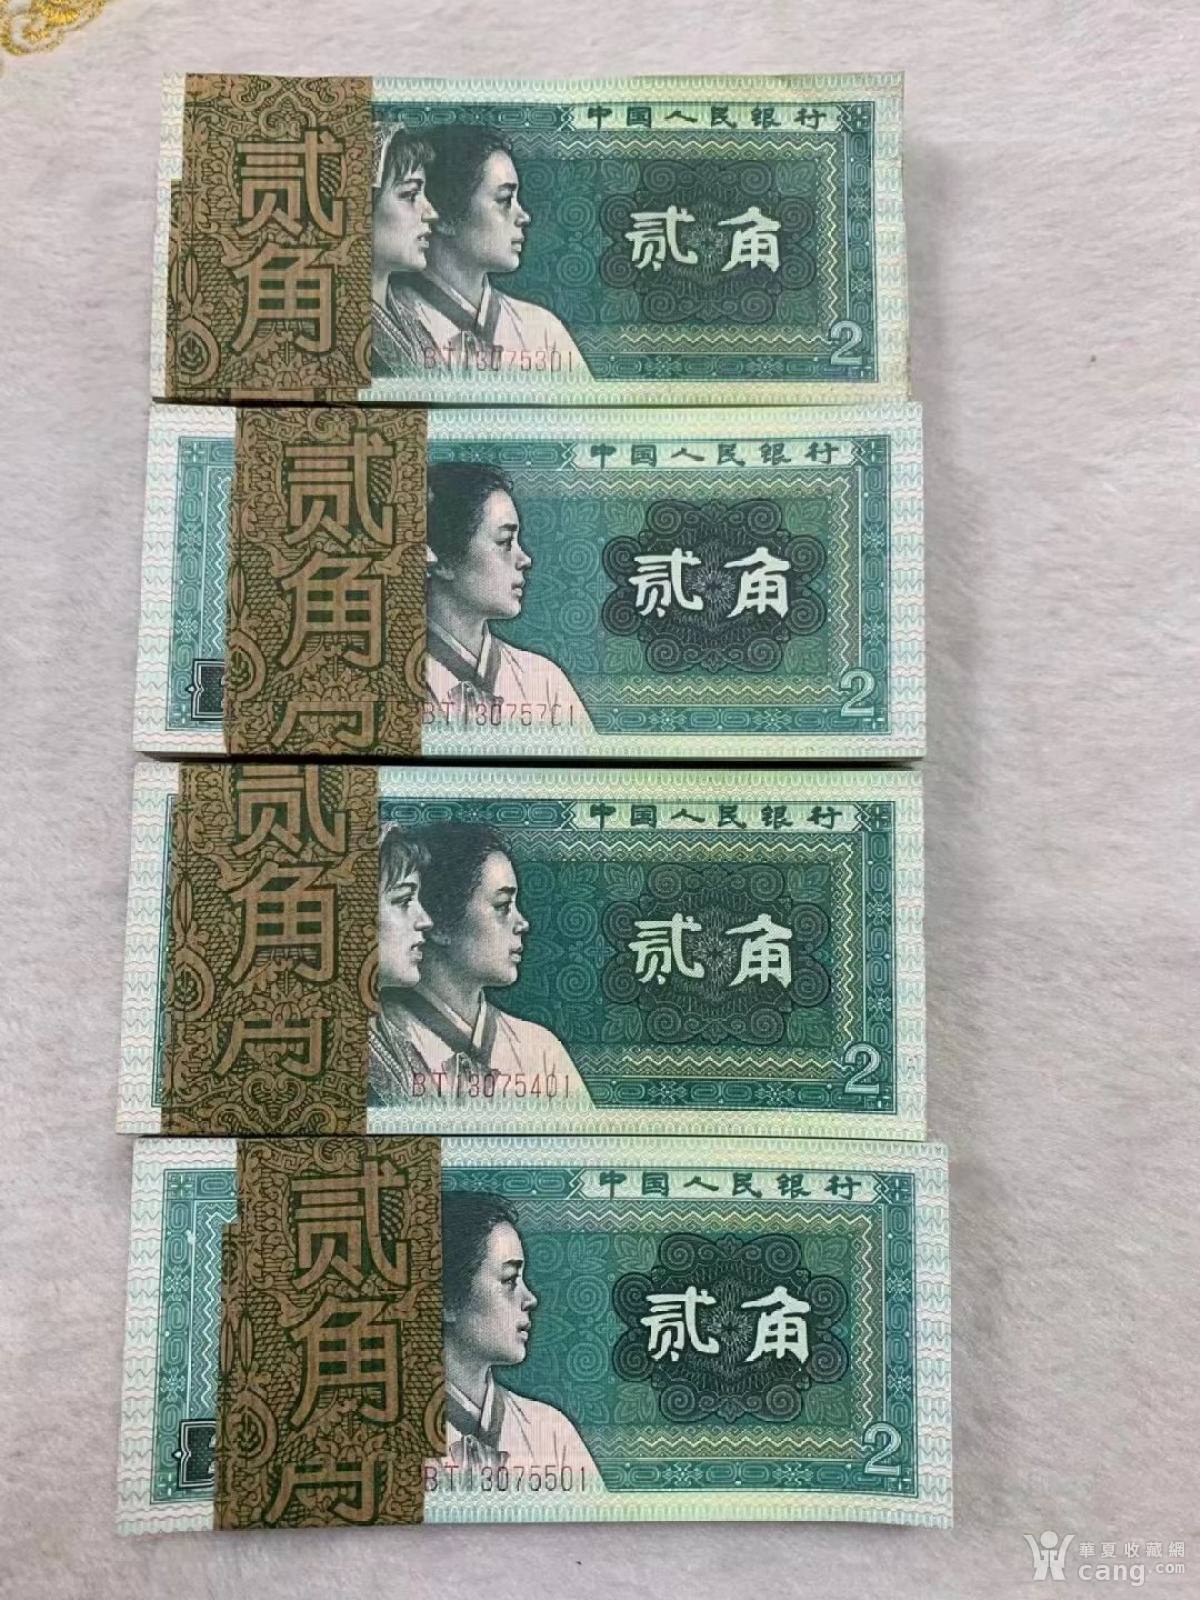 贰角
中国人民银行
贰角
2
BT13075301
贰角
中国人民银行
贰角
2
BT13075701
贰角
中国人民银行
贰角
2
BT13075401
贰角
中国人民银行
贰角
2
BT13075501
華夏收藏網
cang.com